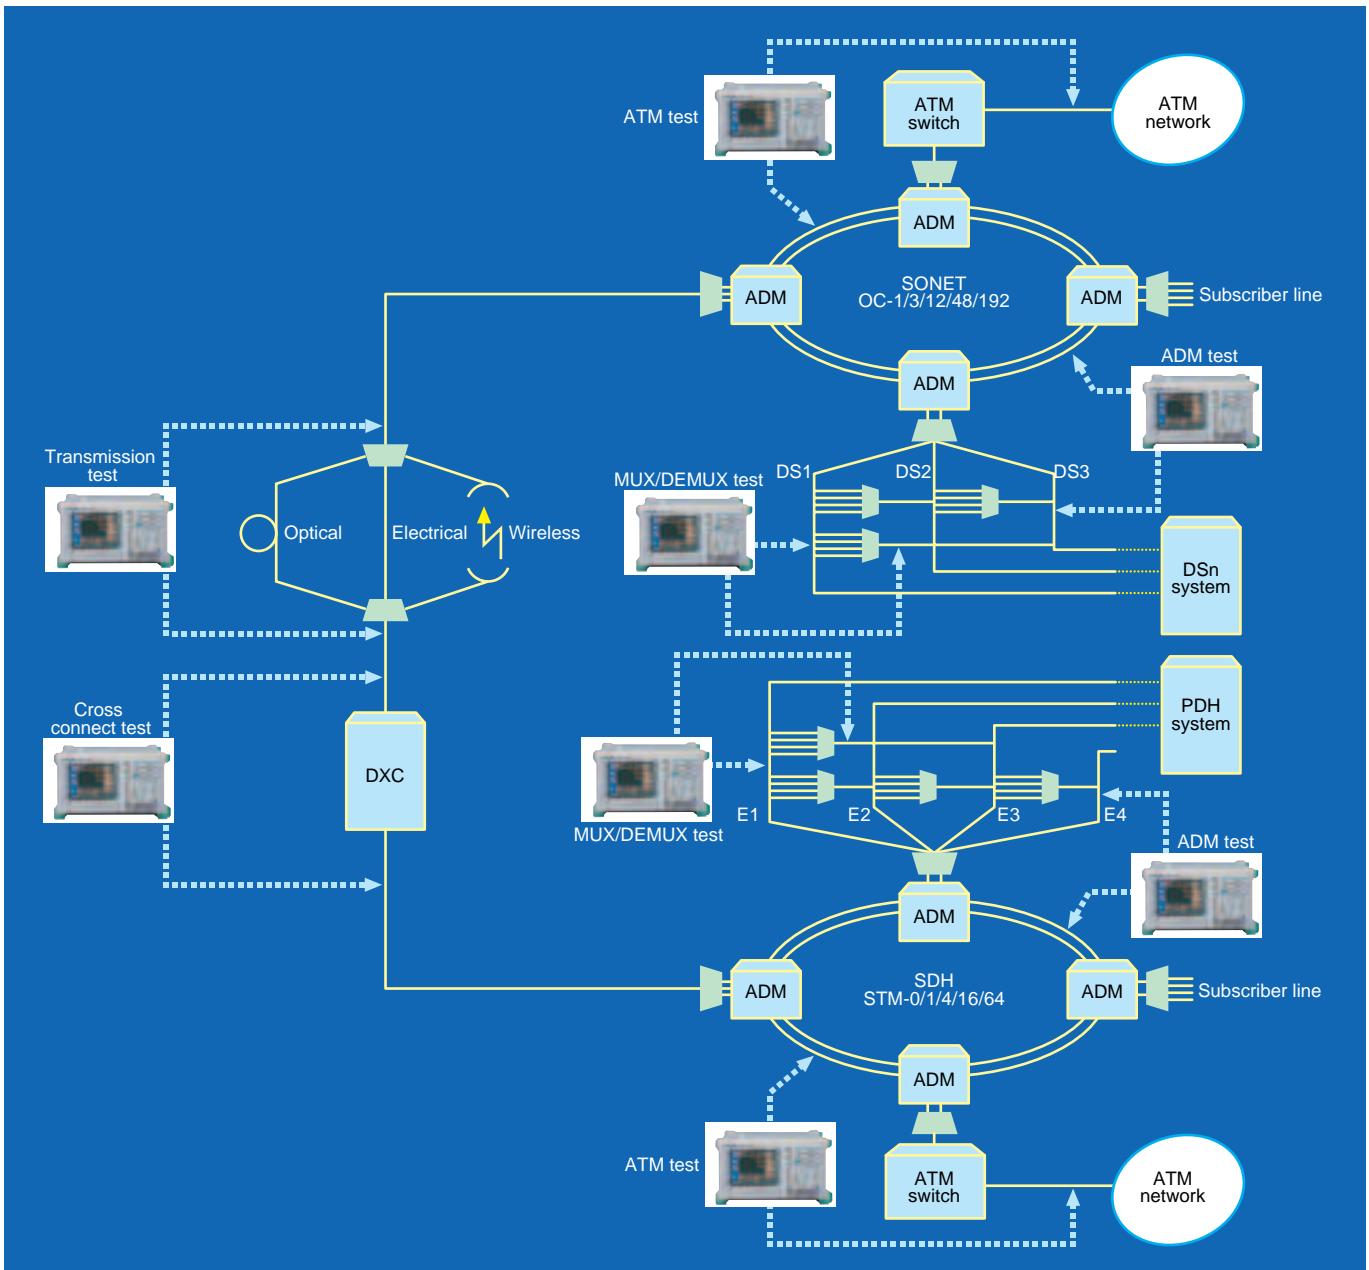 ATM test
ATM
switch
ATM
network
ADM
ADM
SONET
OC-1/3/12/48/192
ADM
Subscriber line
ADM
ADM test
Transmission
test
MUX/DEMUX test
DS1
DS2
DS3
Optical
Electrical
Wireless
DSn
system
Cross
connect test
DXC
PDH
system
MUX/DEMUX test
E1
E2
E3
E4
ADM test
ADM
ADM
SDH
STM-0/1/4/16/64
ADM
Subscriber line
ADM
ATM test
ATM
switch
ATM
network